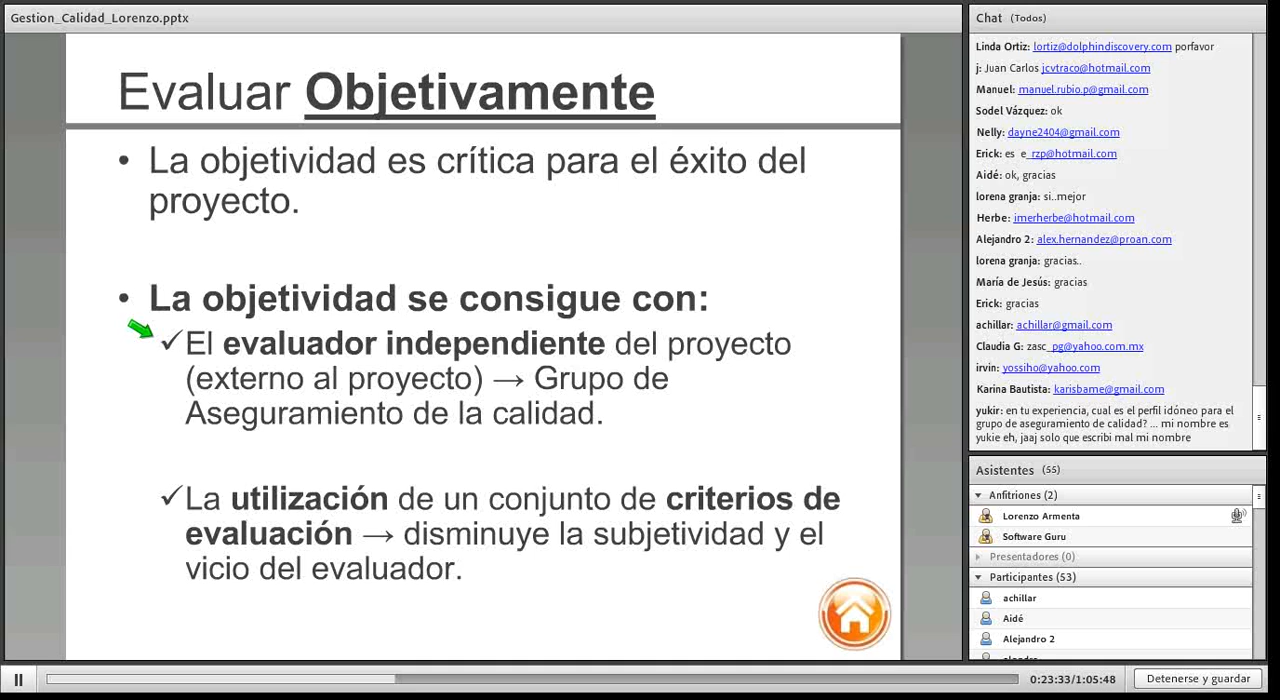 Gestion_Calidad_Lorenzo.pptx
Evaluar Objetivamente
• La objetividad es crítica para el éxito del
proyecto.
• La objetividad se consigue con:
✓El evaluador independiente del proyecto
(externo al proyecto) → Grupo de
Aseguramiento de la calidad.
✓La utilización de un conjunto de criterios de
evaluación → disminuye la subjetividad y el
vicio del evaluador.
Chat (Todos)
Linda Ortiz: lortiz@dolphindiscovery.com porfavor
j: Juan Carlos jcvtraco@hotmail.com
Manuel: manuel.rubio.p@gmail.com
Sodel Vázquez: ok
Nelly: dayne2404@gmail.com
Erick: es e_rzp@hotmail.com
Aidé: ok, gracias
lorena granja: si..mejor
Herbe: imerherbe@hotmail.com
Alejandro 2: alex.hernandez@proan.com
lorena granja: gracias..
María de Jesús: gracias
Erick: gracias
achillar: achillar@gmail.com
Claudia G: zasc_pg@yahoo.com.mx
irvin: yossiho@yahoo.com
Karina Bautista: karisbame@gmail.com
yukir: en tu experiencia, cual es el perfil idóneo para el
grupo de aseguramiento de calidad? ... mi nombre es
yukie eh, jaaj solo que escribi mal mi nombre
Asistentes (55)
Anfitriones (2)
Lorenzo Armenta
Software Guru
Presentadores (0)
Participantes (53)
achillar
Aidé
Alejandro 2
0:23:33/1:05:48
Detenerse y guardar